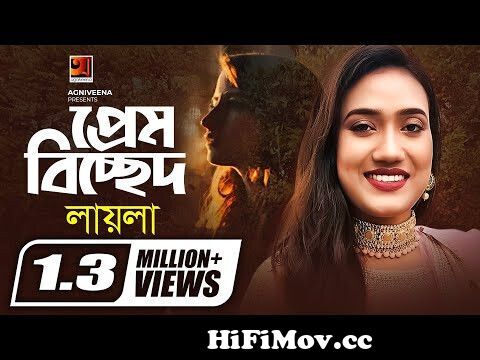 AGNIVEENA
PRESENTS
প্রেম
বিচ্ছেদ
লায়লা
1.3 MILLION+
VIEWS
HiFiMov.cc